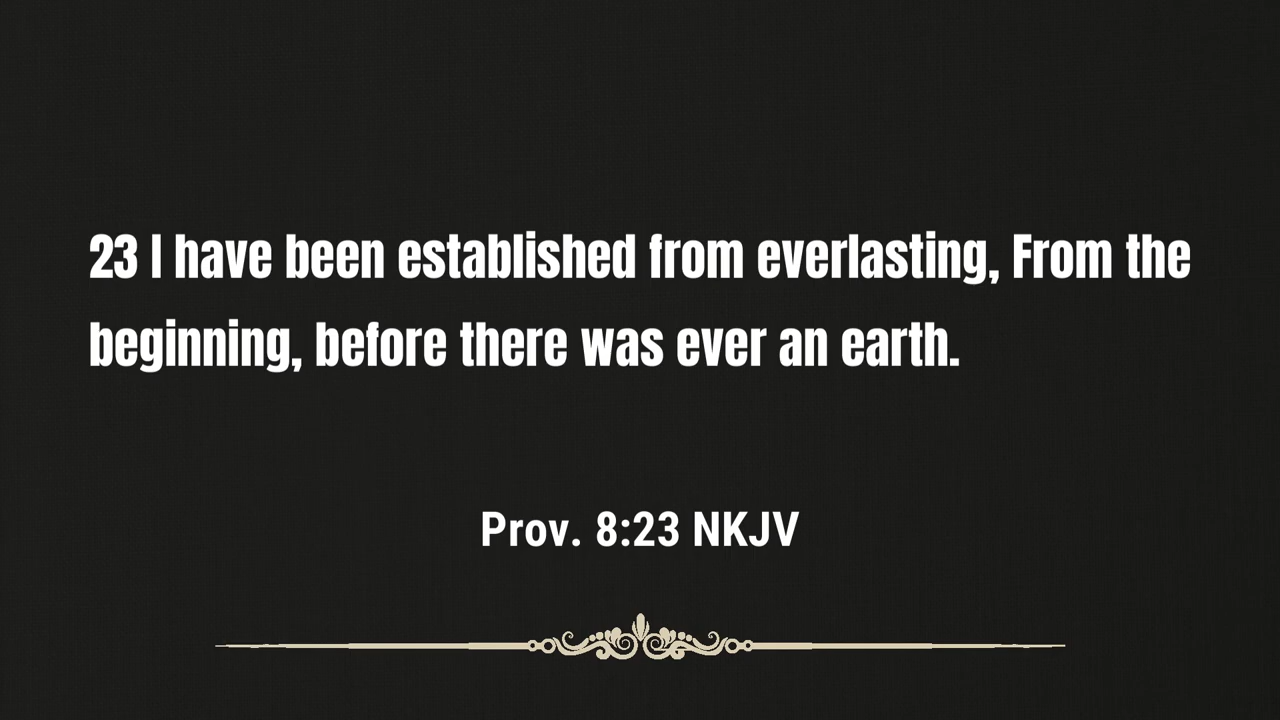 23 I have been established from everlasting, From the
beginning, before there was ever an earth.
Prov. 8:23 NKJV